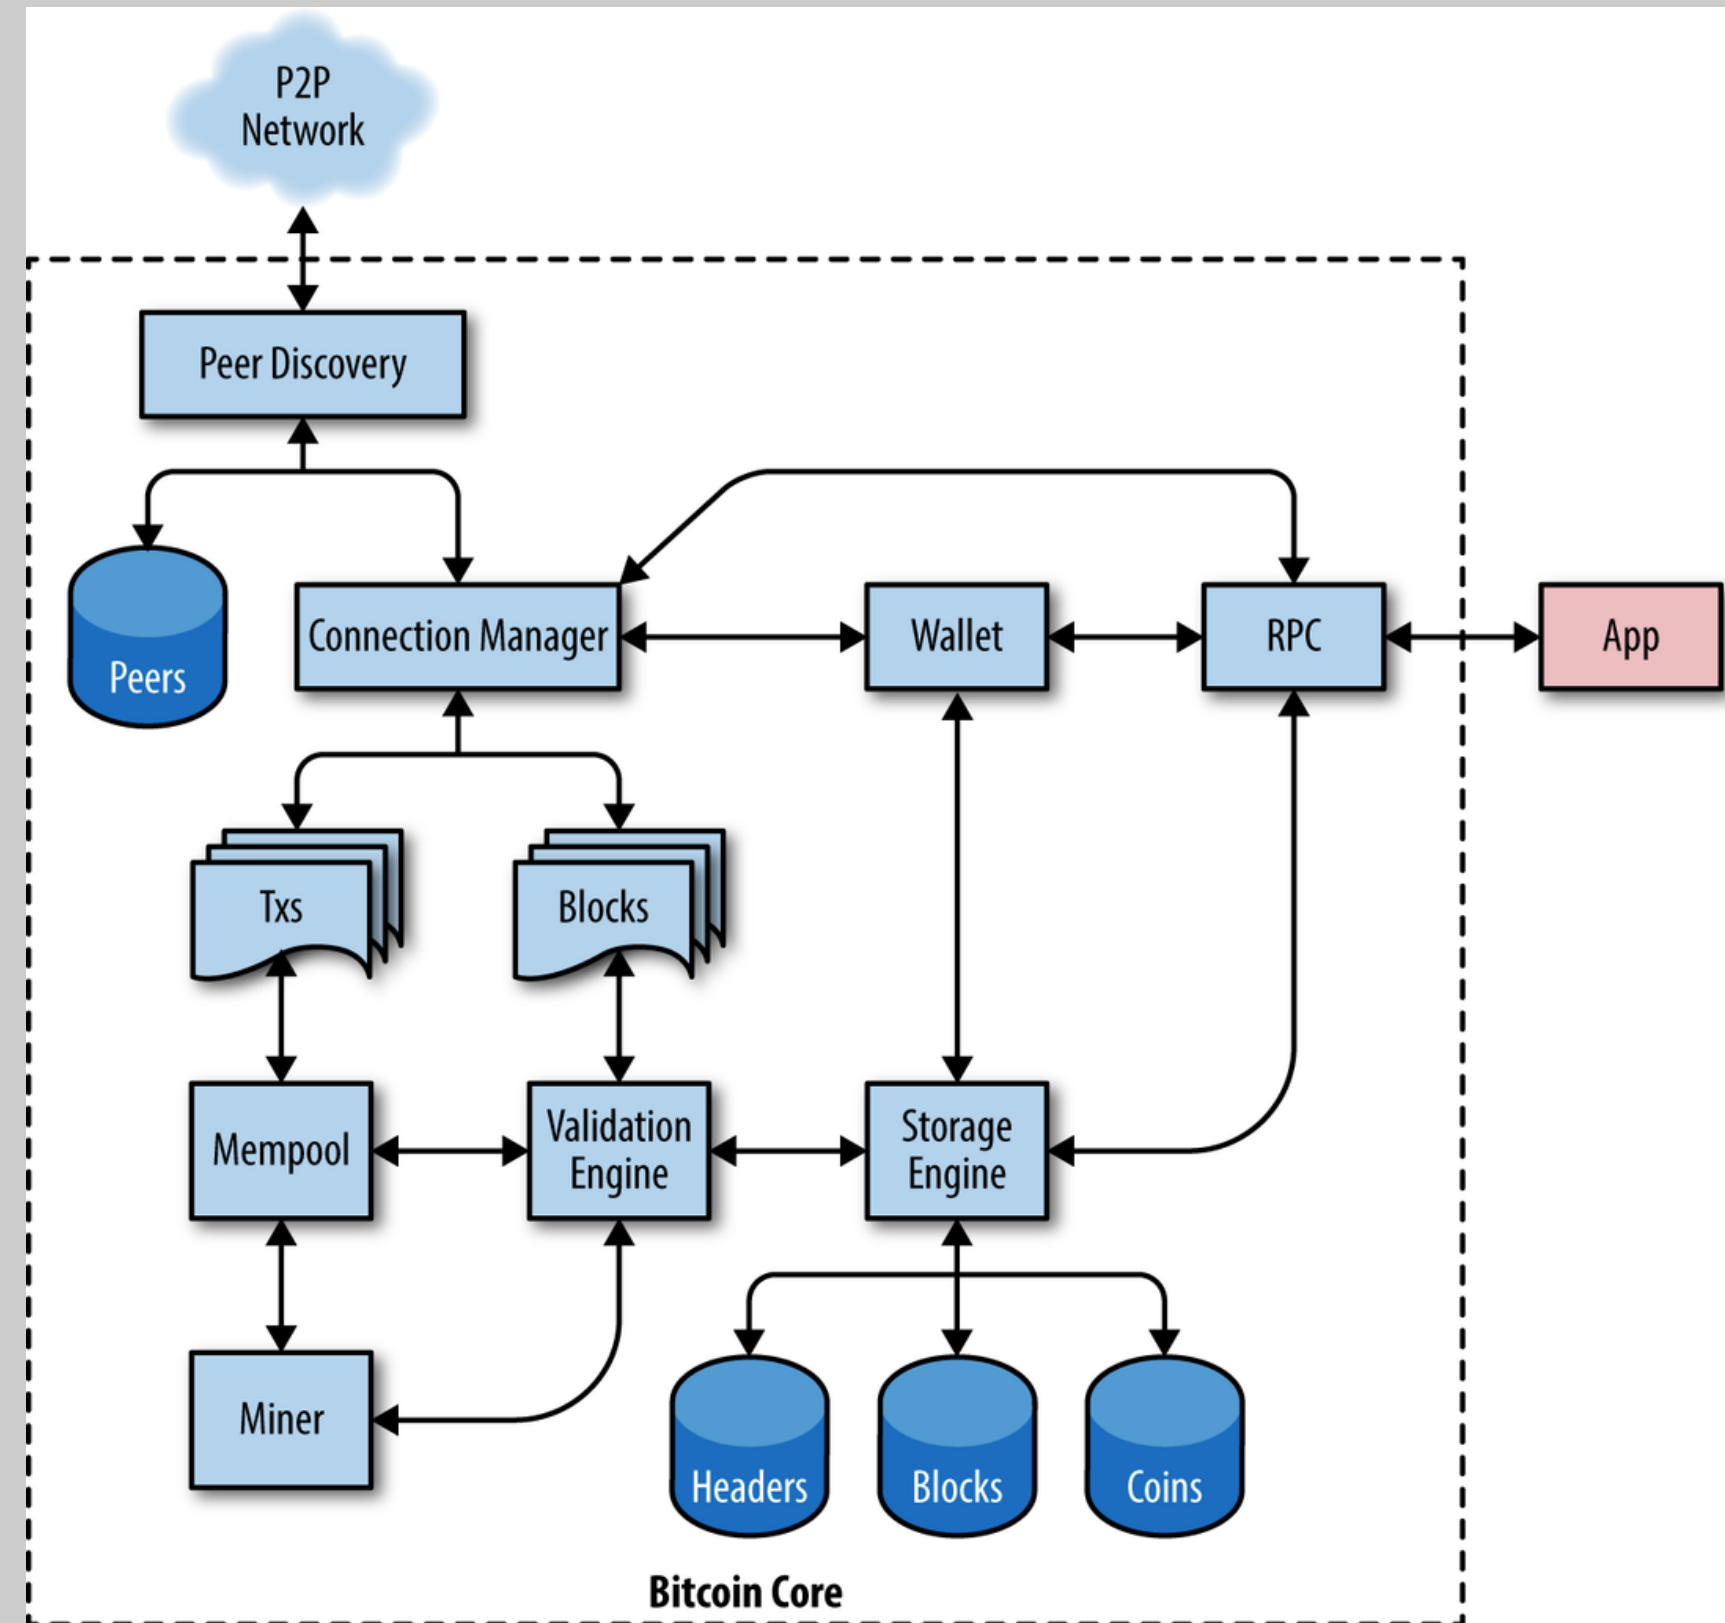 P2P
Network
Peer Discovery
Peers
Connection Manager
Wallet
RPC
App
Txs
Blocks
Mempool
Validation
Engine
Storage
Engine
Miner
Headers
Blocks
Coins
Bitcoin Core